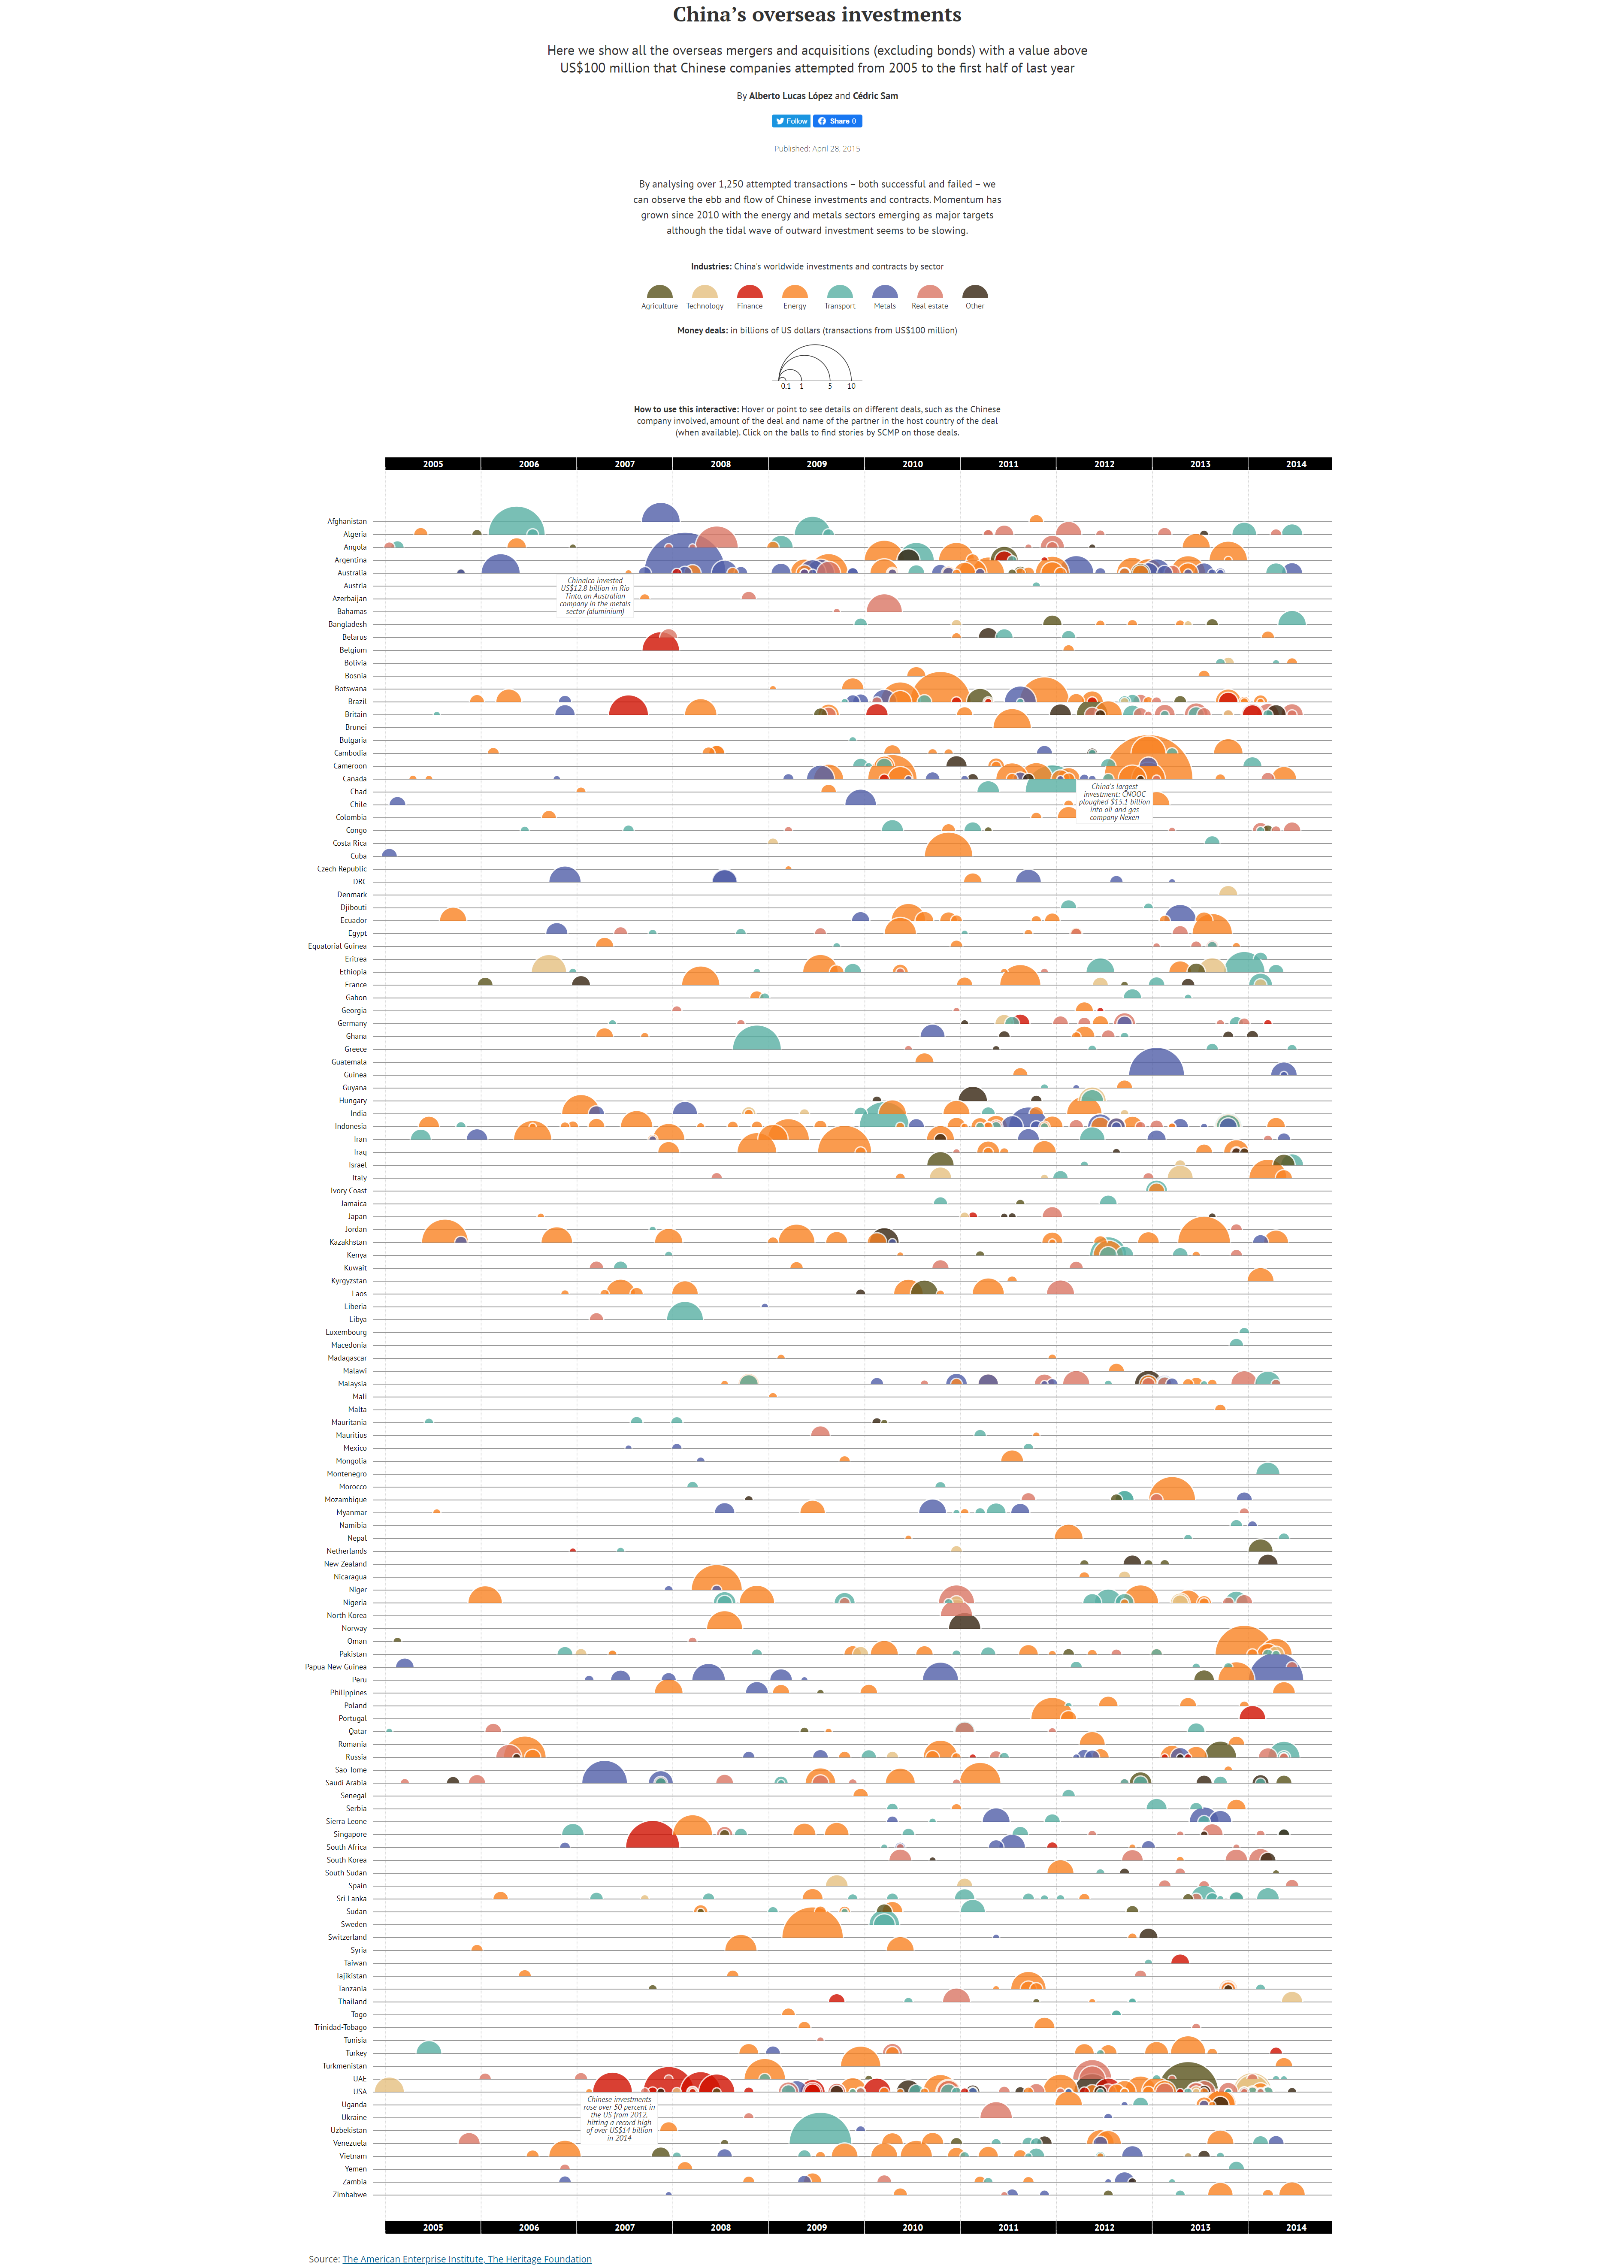 China’s overseas investments
Here we show all the overseas mergers and acquisitions (excluding bonds) with a value above
US$100 million that Chinese companies attempted from 2005 to the first half of last year
By Alberto Lucas López and Cédric Sam
Follow
Share 0
Published: April 28, 2015
By analysing over 1,250 attempted transactions – both successful and failed – we
can observe the ebb and flow of Chinese investments and contracts. Momentum has
grown since 2010 with the energy and metals sectors emerging as major targets
although the tidal wave of outward investment seems to be slowing.
Industries: China's worldwide investments and contracts by sector
Agriculture Technology Finance Energy Transport Metals Real estate Other
Money deals: in billions of US dollars (transactions from US$100 million)
0.1 1 5 10
How to use this interactive: Hover or point to see details on different deals, such as the Chinese
company involved, amount of the deal and name of the partner in the host country of the deal
(when available). Click on the balls to find stories by SCMP on those deals.
2005 2006 2007 2008 2009 2010 2011 2012 2013 2014
Afghanistan
Algeria
Angola
Argentina
Australia
Chinalco invested
US$12.8 billion in Rio
Tinto, an Australian
company in the metals
sector (aluminium)
Austria
Azerbaijan
Bahamas
Bangladesh
Belarus
Belgium
Bolivia
Bosnia
Botswana
Brazil
Britain
Brunei
Bulgaria
Cambodia
Cameroon
Canada
China's largest
investment: CNOOC
ploughed $15.1 billion
into oil and gas
company Nexen
Chad
Chile
Colombia
Congo
Costa Rica
Cuba
Czech Republic
DRC
Denmark
Djibouti
Ecuador
Egypt
Equatorial Guinea
Eritrea
Ethiopia
France
Gabon
Georgia
Germany
Ghana
Greece
Guatemala
Guinea
Guyana
Hungary
India
Indonesia
Iran
Iraq
Israel
Italy
Ivory Coast
Jamaica
Japan
Jordan
Kazakhstan
Kenya
Kuwait
Kyrgyzstan
Laos
Liberia
Libya
Luxembourg
Macedonia
Madagascar
Malawi
Malaysia
Mali
Malta
Mauritania
Mauritius
Mexico
Mongolia
Montenegro
Morocco
Mozambique
Myanmar
Namibia
Nepal
Netherlands
New Zealand
Nicaragua
Niger
Nigeria
North Korea
Norway
Oman
Pakistan
Papua New Guinea
Peru
Philippines
Poland
Portugal
Qatar
Romania
Russia
Sao Tome
Saudi Arabia
Senegal
Serbia
Sierra Leone
Singapore
South Africa
South Korea
South Sudan
Spain
Sri Lanka
Sudan
Sweden
Switzerland
Syria
Taiwan
Tajikistan
Tanzania
Thailand
Togo
Trinidad-Tobago
Tunisia
Turkey
Turkmenistan
UAE
USA
Chinese investments
rose over 50 percent in
the US from 2012,
hitting a record high
of over US$14 billion
in 2014
Uganda
Ukraine
Uzbekistan
Venezuela
Vietnam
Yemen
Zambia
Zimbabwe
2005 2006 2007 2008 2009 2010 2011 2012 2013 2014
Source: The American Enterprise Institute, The Heritage Foundation